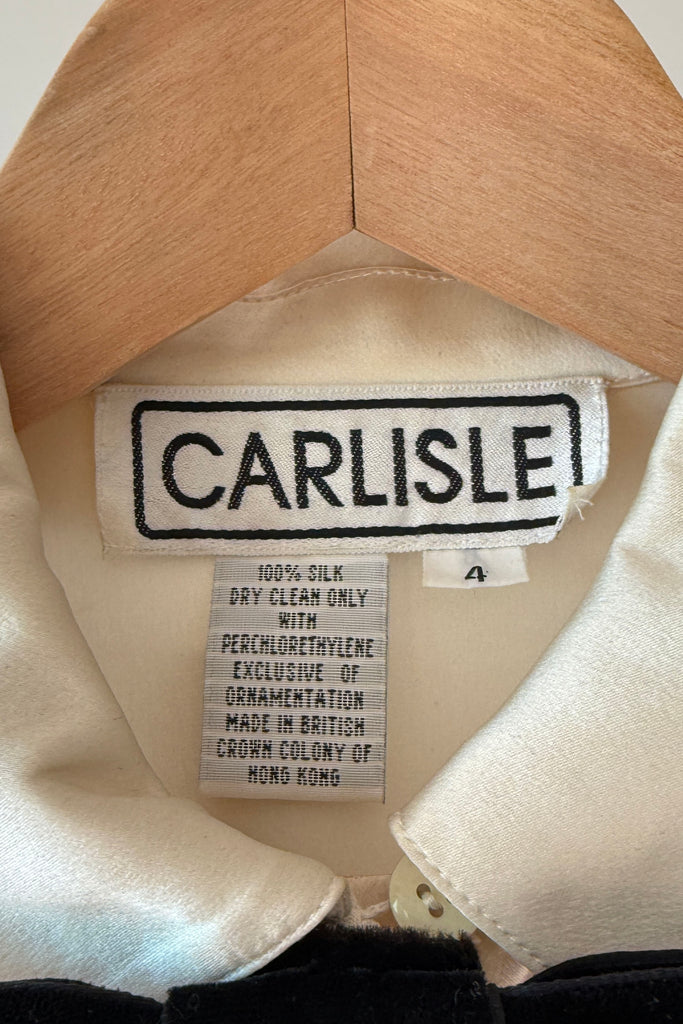 CARLISLE
4
100% SILK
DRY CLEAN ONLY
WITH
PERCHLORETHYLENE
EXCLUSIVE OF
ORNAMENTATION
MADE IN BRITISH
CROWN COLONY OF
HONG KONG